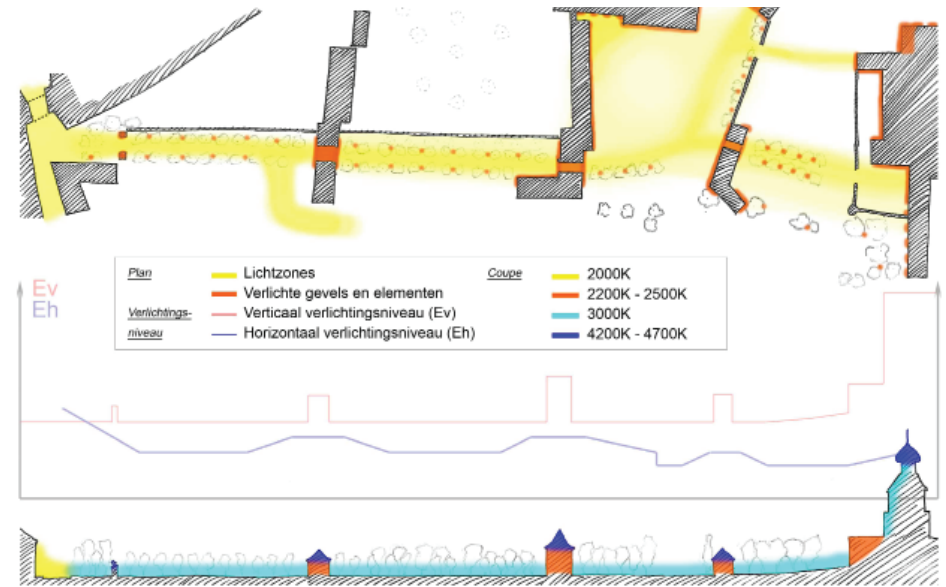 Plan
Lichtzones
Verlichte gevels en elementen
Verlichtings-
niveau
Verticaal verlichtingsniveau (Ev)
Horizontaal verlichtingsniveau (Eh)
Coupe
2000K
2200K - 2500K
3000K
4200K - 4700K
Ev
Eh